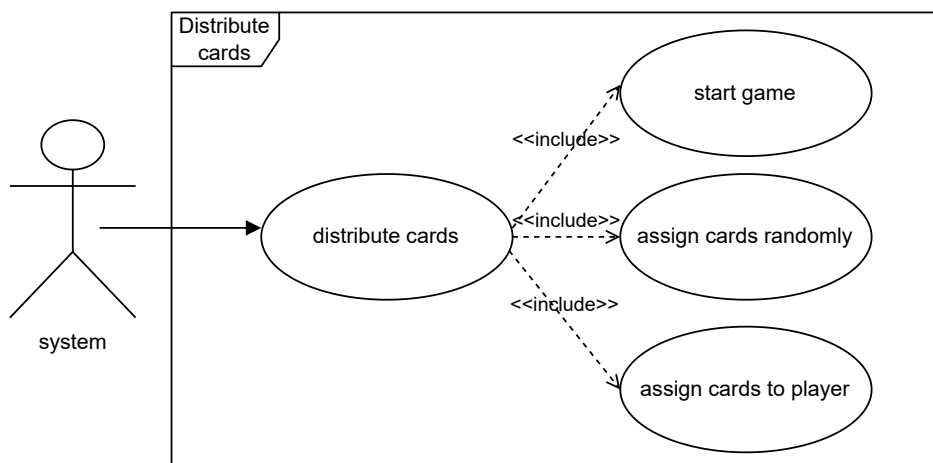 Distribute
cards
start game
<<include>>
<<include>>
distribute cards
assign cards randomly
<<include>>
system
assign cards to player